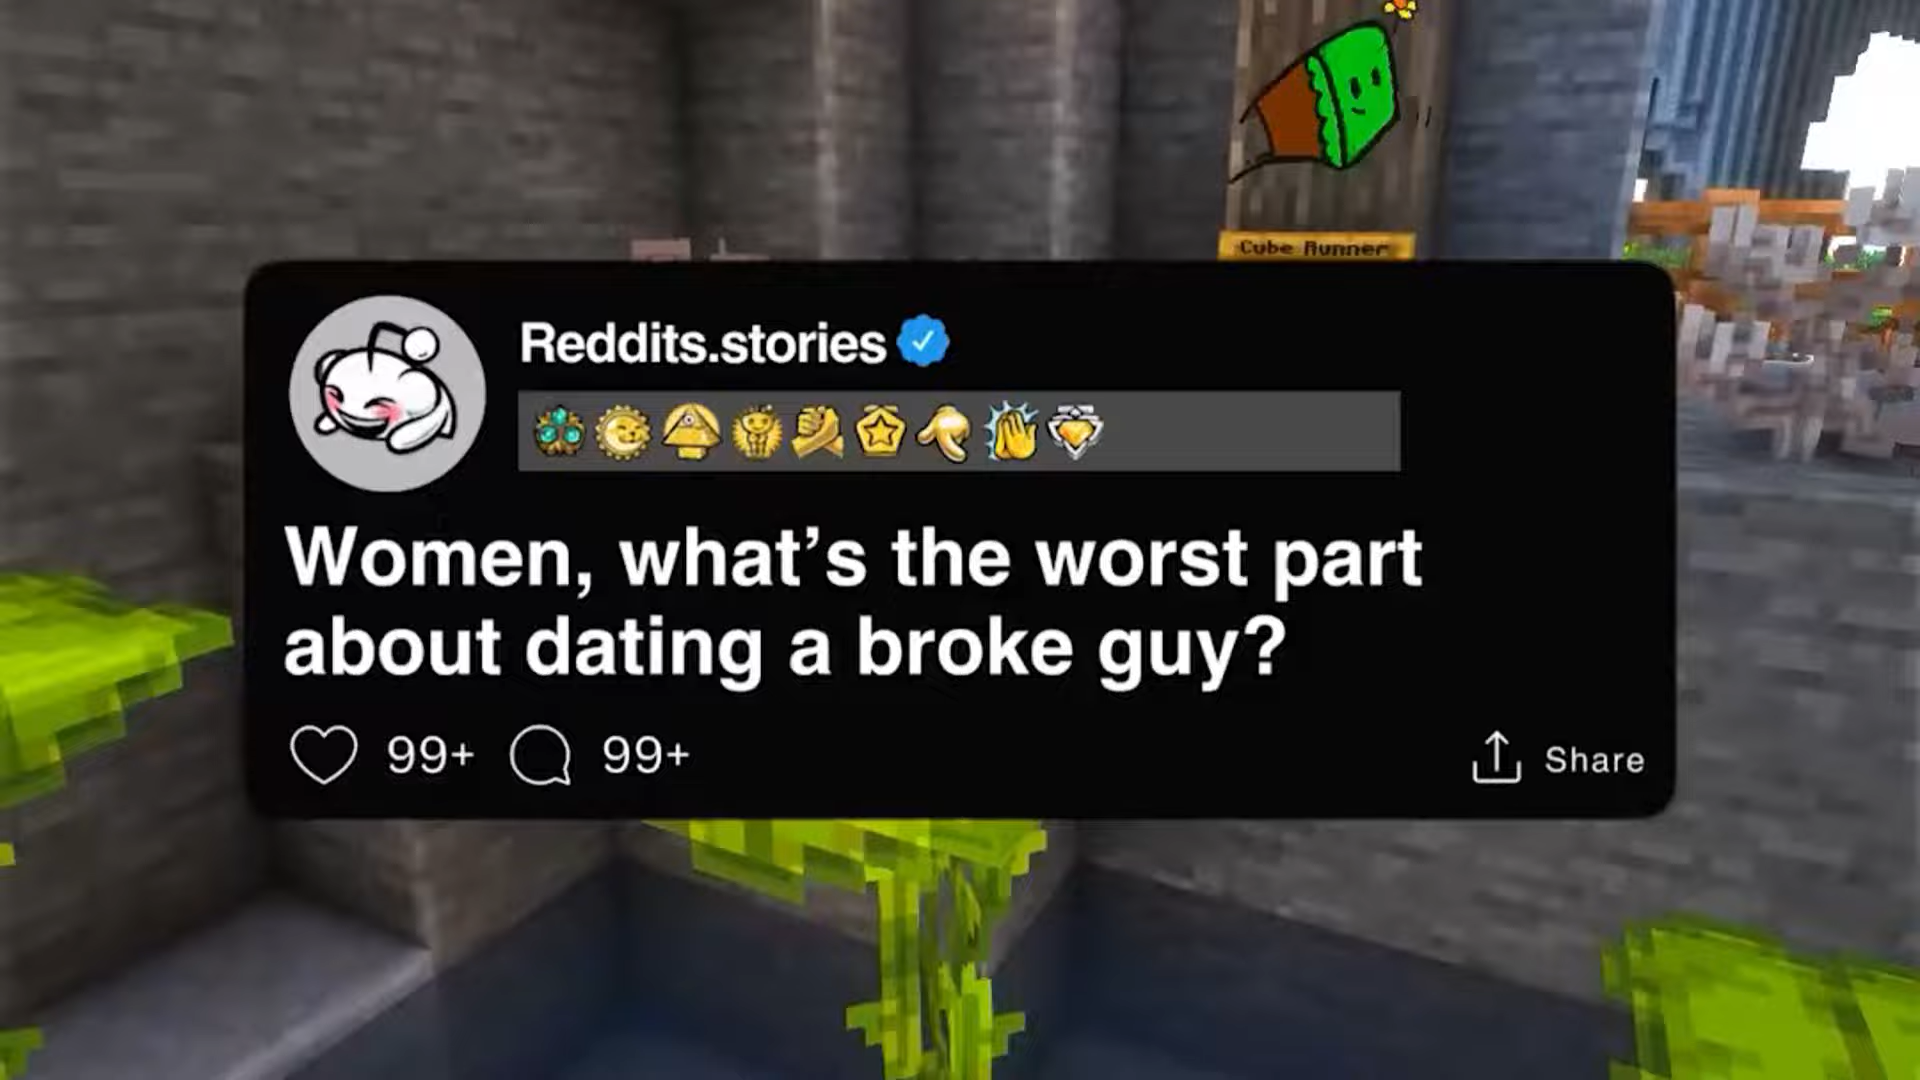 Cube Runner
Reddits.stories
Women, what’s the worst part
about dating a broke guy?
99+ 99+ Share